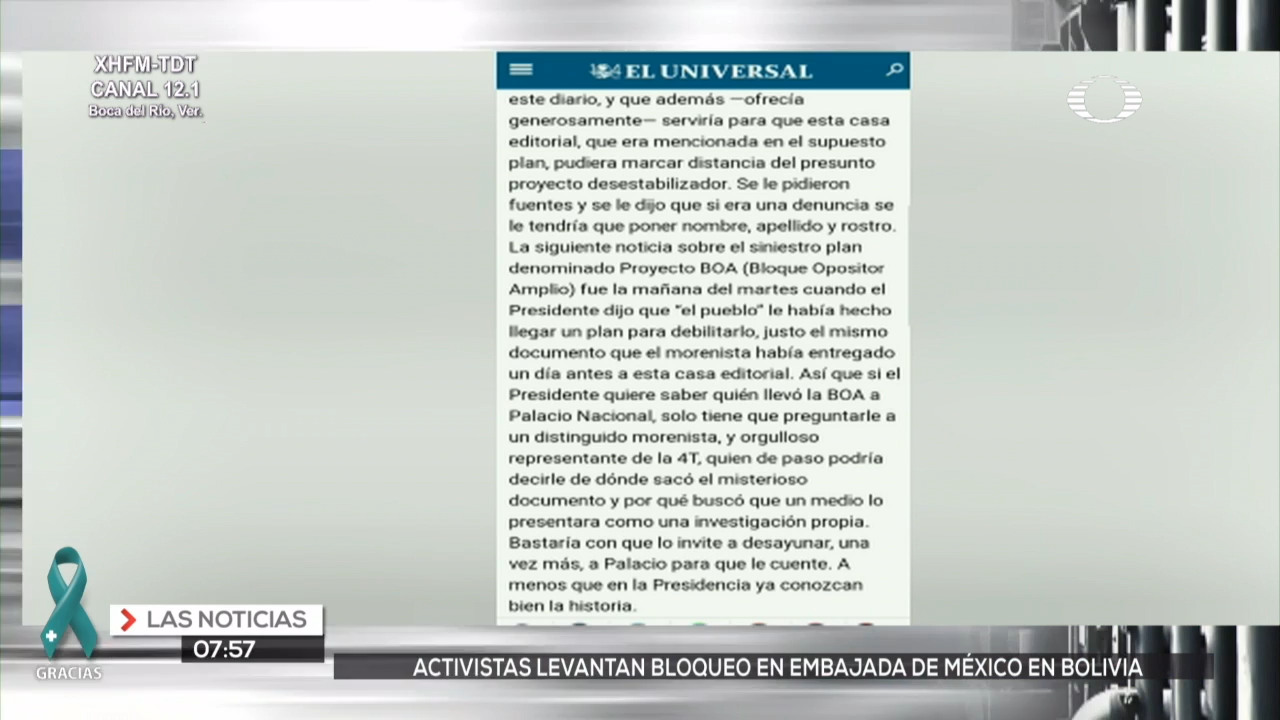 XHFM-TDT
CANAL 12.1
Boca del Río, Ver.
EL UNIVERSAL
este diario, y que además —ofrecía
generosamente— serviría para que esta casa
editorial, que era mencionada en el supuesto
plan, pudiera marcar distancia del presunto
proyecto desestabilizador. Se le pidieron
fuentes y se le dijo que si era una denuncia se
le tendría que poner nombre, apellido y rostro.
La siguiente noticia sobre el siniestro plan
denominado Proyecto BOA (Bloque Opositor
Amplio) fue la mañana del martes cuando el
Presidente dijo que "el pueblo" le había hecho
llegar un plan para debilitarlo, justo el mismo
documento que el morenista había entregado
un día antes a esta casa editorial. Así que si el
Presidente quiere saber quién llevó la BOA a
Palacio Nacional, solo tiene que preguntarle a
un distinguido morenista, y orgulloso
representante de la 4T, quien de paso podría
decirle de dónde sacó el misterioso
documento y por qué buscó que un medio lo
presentara como una investigación propia.
Bastaría con que lo invite a desayunar, una
vez más, a Palacio para que le cuente. A
menos que en la Presidencia ya conozcan
bien la historia.
LAS NOTICIAS
07:57
GRACIAS
ACTIVISTAS LEVANTAN BLOQUEO EN EMBAJADA DE MÉXICO EN BOLIVIA